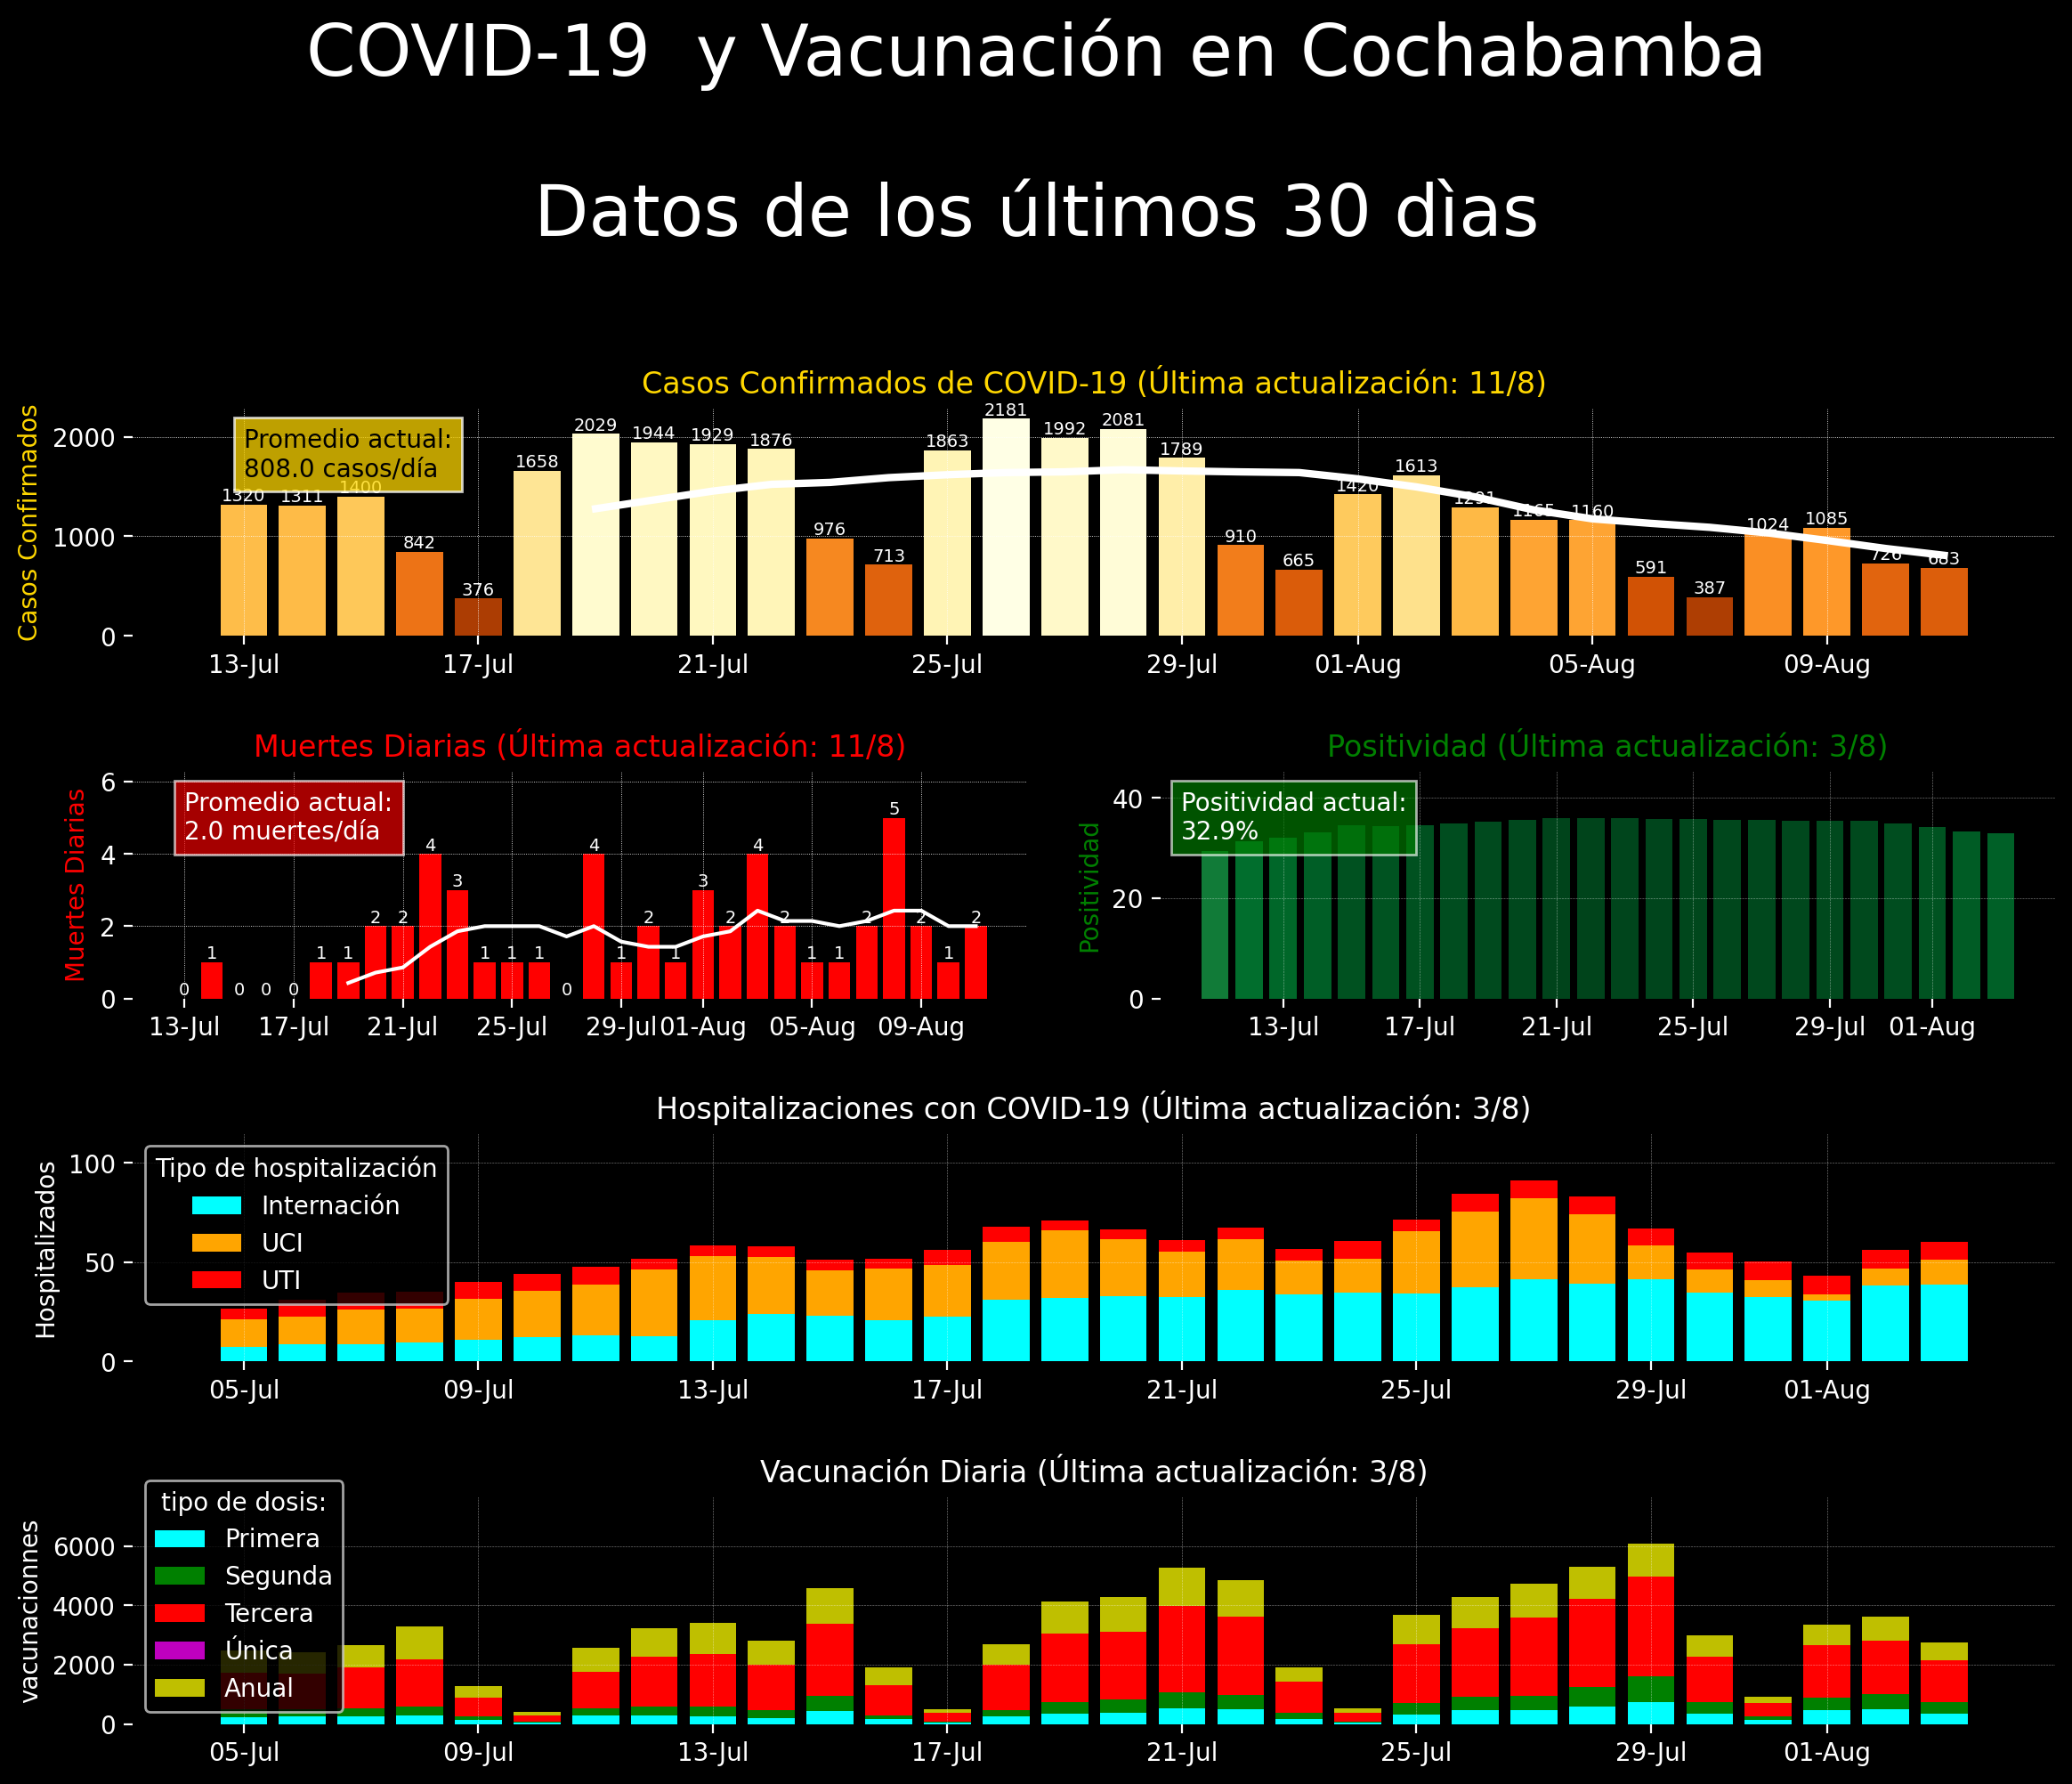 COVID-19  y Vacunación en Cochabamba
Datos de los últimos 30 dìas
Casos Confirmados de COVID-19 (Última actualización: 11/8)
Casos Confirmados
2000
1000
0
Promedio actual:
808.0 casos/día
1320 1311 1400 842 376 1658 2029 1944 1929 1876 976 713 1863 2181 1992 2081 1789 910 665 1420 1613 1291 1165 1160 591 387 1024 1085 726 683
13-Jul 17-Jul 21-Jul 25-Jul 29-Jul 01-Aug 05-Aug 09-Aug
Muertes Diarias (Última actualización: 11/8)
Muertes Diarias
6
4
2
0
Promedio actual:
2.0 muertes/día
0 1 0 0 0 1 1 2 2 4 3 1 1 1 0 4 1 2 1 3 2 4 2 1 1 2 5 2 1 2
13-Jul 17-Jul 21-Jul 25-Jul 29-Jul 01-Aug 05-Aug 09-Aug
Positividad (Última actualización: 3/8)
Positividad
40
20
0
Positividad actual:
32.9%
13-Jul 17-Jul 21-Jul 25-Jul 29-Jul 01-Aug
Hospitalizaciones con COVID-19 (Última actualización: 3/8)
Hospitalizados
100
50
0
Tipo de hospitalización
Internación
UCI
UTI
05-Jul 09-Jul 13-Jul 17-Jul 21-Jul 25-Jul 29-Jul 01-Aug
Vacunación Diaria (Última actualización: 3/8)
vacunaciones
6000
4000
2000
0
tipo de dosis:
Primera
Segunda
Tercera
Única
Anual
05-Jul 09-Jul 13-Jul 17-Jul 21-Jul 25-Jul 29-Jul 01-Aug